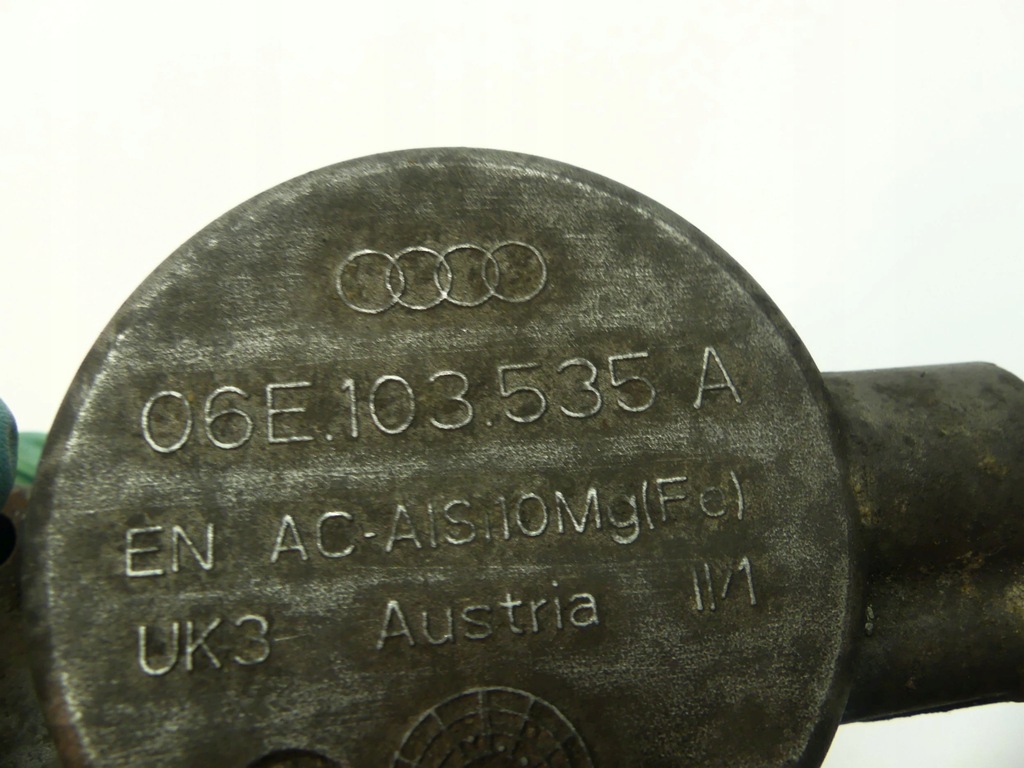 06E.103.535 A
EN AC-AlSi10Mg(Fe)
UK3 Austria II/1